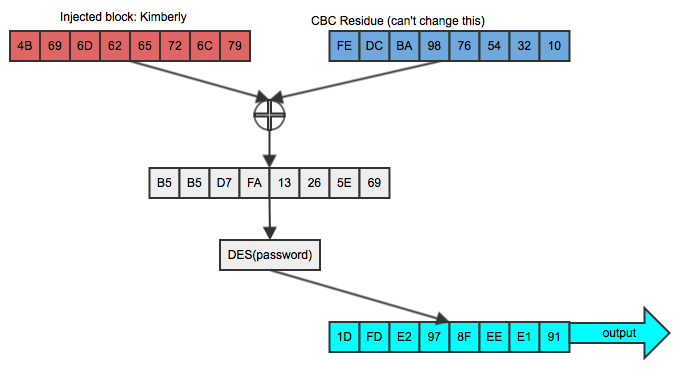 Injected block: Kimberly
CBC Residue (can't change this)
4B 69 6D 62 65 72 6C 79
FE DC BA 98 76 54 32 10
B5 B5 D7 FA 13 26 5E 69
DES(password)
1D FD E2 97 8F EE E1 91
output